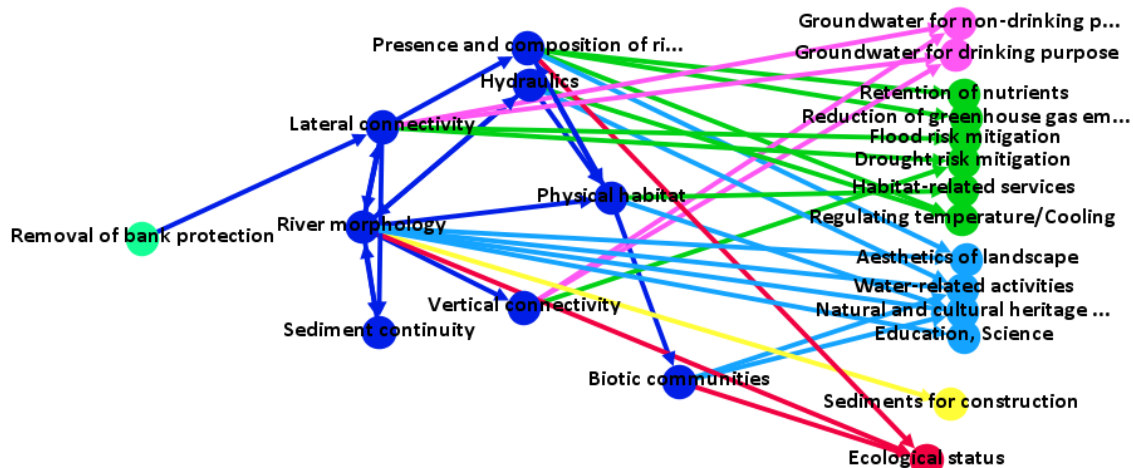 Groundwater for non-drinking p...
Presence and composition of ri...
Groundwater for drinking purpose
Hydraulics
Retention of nutrients
Reduction of greenhouse gas em...
Lateral connectivity
Flood risk mitigation
Drought risk mitigation
Physical habitat
Habitat-related services
River morphology
Regulating temperature/Cooling
Removal of bank protection
Aesthetics of landscape
Water-related activities
Vertical connectivity
Natural and cultural heritage ...
Sediment continuity
Education, Science
Biotic communities
Sediments for construction
Ecological status